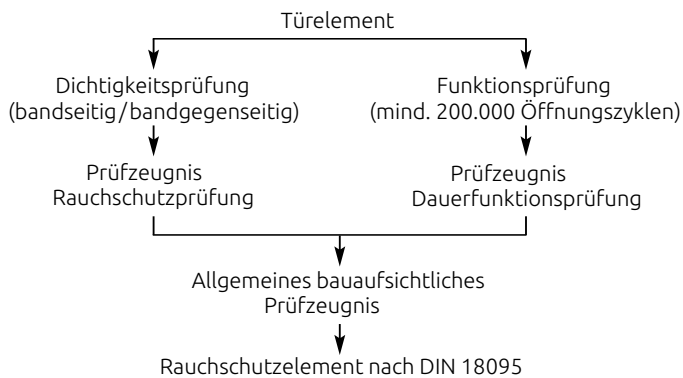 Türelement
Dichtigkeitsprüfung
(bandseitig/bandgegenseitig)
Funktionsprüfung
(mind. 200.000 Öffnungszyklen)
Prüfzeugnis
Rauchschutzprüfung
Prüfzeugnis
Dauerfunktionsprüfung
Allgemeines bauaufsichtliches
Prüfzeugnis
Rauchschutzelement nach DIN 18095